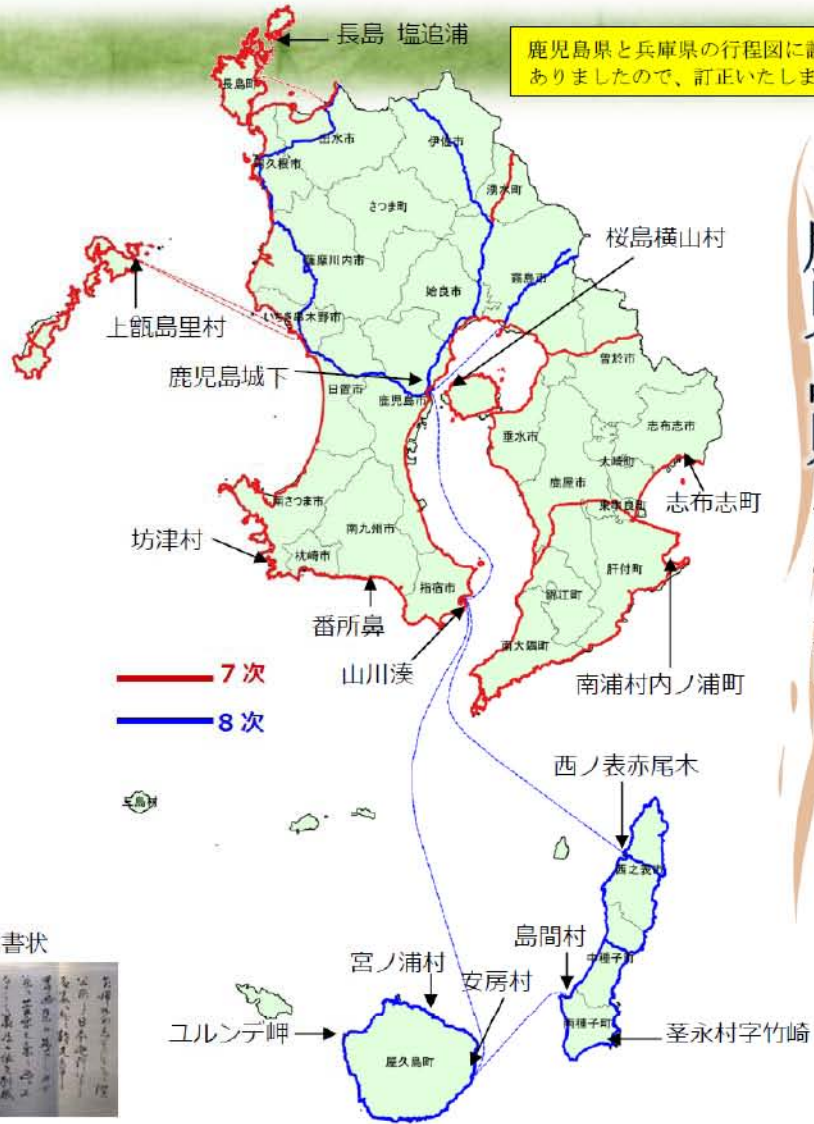 長島 塩追浦
鹿児島県と兵庫県の行程図に
ありましたので、訂正いたしま
長島町
出水市
伊佐市
阿久根市
湧水町
さつま町
桜島横山村
薩摩川内市
霧島市
姶良市
上甑島里村
いちき串木野市
鹿児島城下
曽於市
日置市
鹿児島市
垂水市
志布志市
大崎町
鹿屋市
志布志町
東串良町
南さつま市
坊津村
南九州市
枕崎市
肝付町
指宿市
錦江町
番所鼻
南大隅町
7次
山川湊
南浦村内ノ浦町
8次
西ノ表赤尾木
三島村
西之表市
書状
島間村
宮ノ浦村
安房村
中種子町
南種子町
ユルンデ岬
茎永村字竹崎
屋久島町